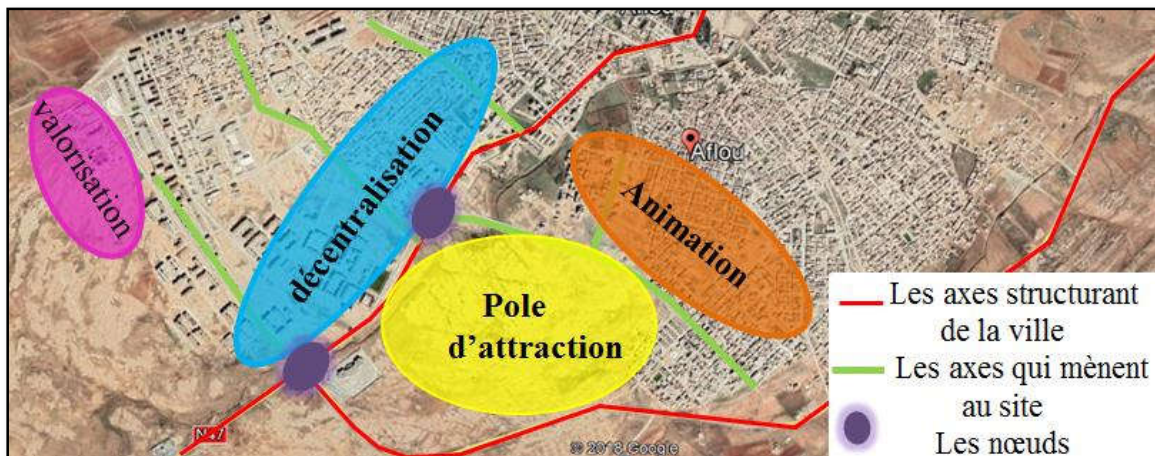 Aflou
valorisation
décentralisation
Aflou
Animation
Pole
d’attraction
Les axes structurant
de la ville
Les axes qui mènent
au site
Les nœuds
© 2018 Google